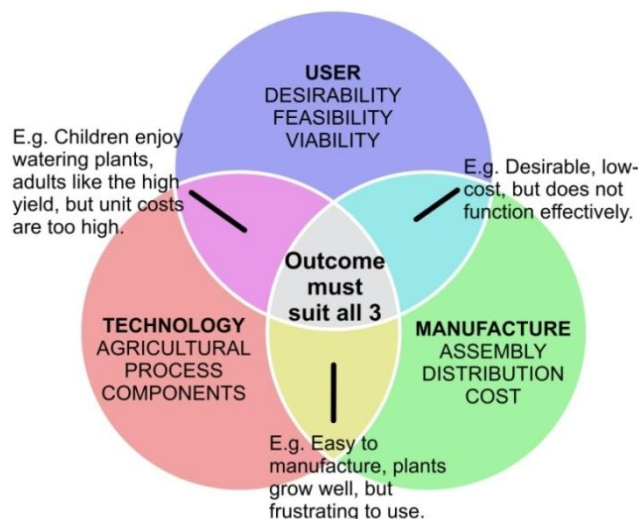 USER
DESIRABILITY
FEASIBILITY
VIABILITY
E.g. Children enjoy
watering plants,
adults like the high
yield, but unit costs
are too high.
E.g. Desirable, low-
cost, but does not
function effectively.
Outcome
must
suit all 3
TECHNOLOGY
AGRICULTURAL
PROCESS
COMPONENTS
MANUFACTURE
ASSEMBLY
DISTRIBUTION
COST
E.g. Easy to
manufacture, plants
grow well, but
frustrating to use.